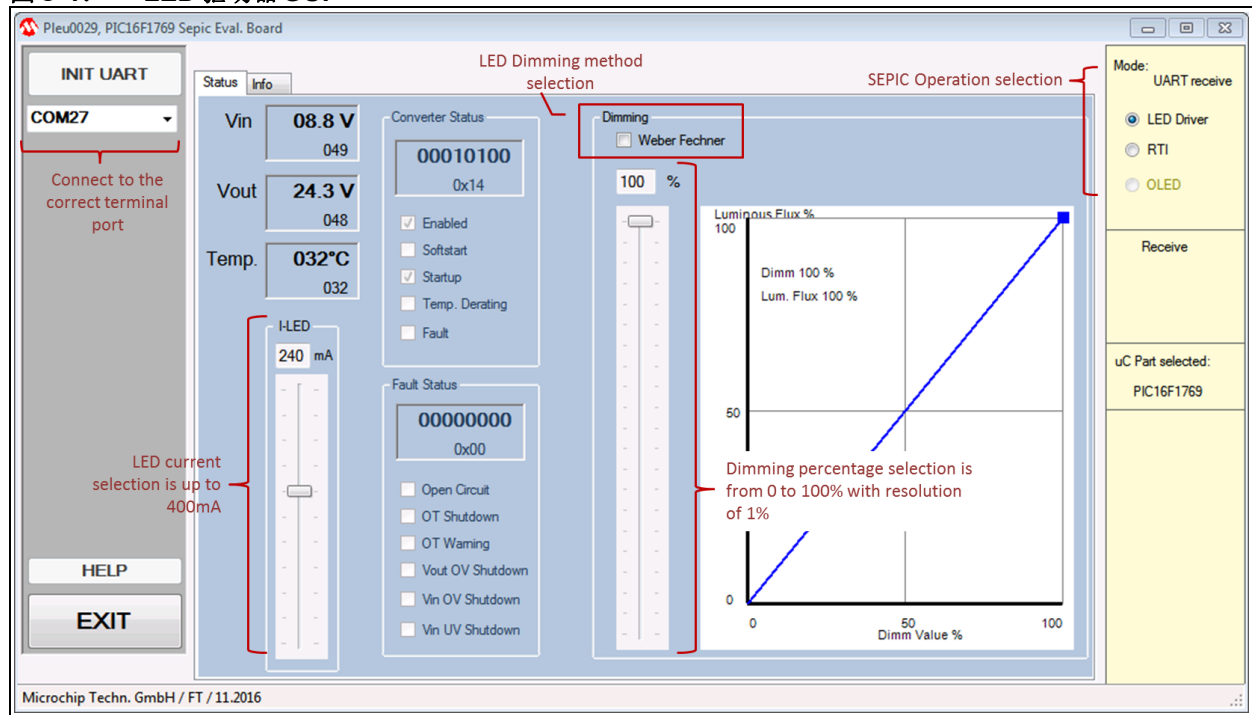 Pleu0029, PIC16F1769 Sepic Eval. Board
INIT UART
COM27
Connect to the
correct terminal
port
HELP
EXIT
Status
Info
Vin
08.8 V
049
Vout
24.3 V
048
Temp.
032°C
032
I-LED
240 mA
LED current
selection is up to
400mA
Converter Status
00010100
0x14
Enabled
Softstart
Startup
Temp. Derating
Fault
Fault Status
00000000
0x00
Open Circuit
OT Shutdown
OT Warning
Vout OV Shutdown
Vin OV Shutdown
Vin UV Shutdown
LED Dimming method
selection
Dimming
Weber Fechner
100 %
Luminous Flux %
100
Dimm 100 %
Lum. Flux 100 %
50
Dimming percentage selection is
from 0 to 100% with resolution
of 1%
0
0
50
100
Dimm Value %
SEPIC Operation selection
Mode:
UART receive
LED Driver
RTI
OLED
Receive
uC Part selected:
PIC16F1769
Microchip Techn. GmbH / FT / 11.2016